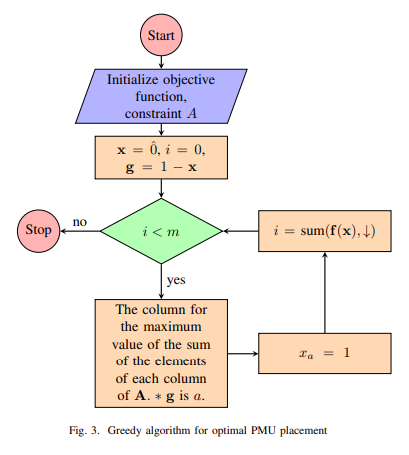 Start
Initialize objective
function,
constraint A
x = 0̂, i = 0,
g = 1 − x
Stop
no
i < m
i = sum(f(x),↓)
yes
The column for
the maximum
value of the sum
of the elements
of each column
of A. ∗ g is a.
xₐ = 1
Fig. 3. Greedy algorithm for optimal PMU placement